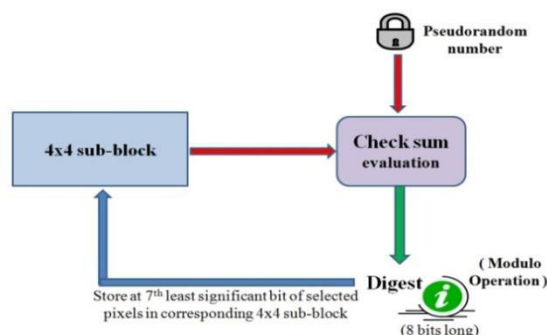 Pseudorandom
number
4x4 sub-block
Check sum
evaluation
Digest
( Modulo
Operation )
i
(8 bits long)
Store at 7th least significant bit of selected
pixels in corresponding 4x4 sub-block